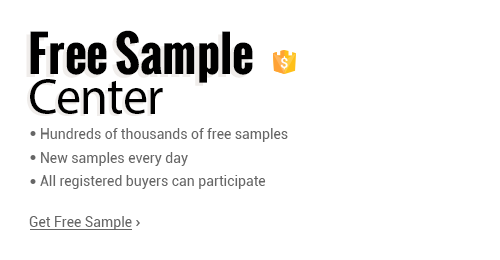 Free Sample
$
Center
• Hundreds of thousands of free samples
• New samples every day
• All registered buyers can participate
Get Free Sample ›